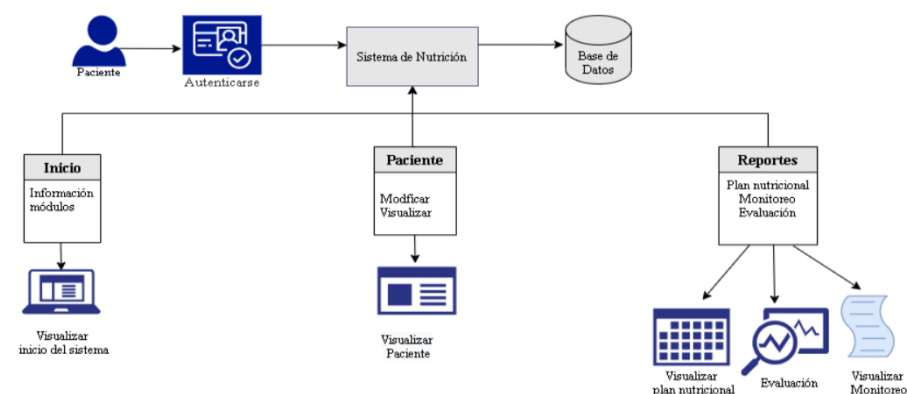 Paciente
Autenticarse
Sistema de Nutrición
Base de
Datos
Inicio
Información
módulos
Paciente
Modficar
Visualizar
Reportes
Plan nutricional
Monitoreo
Evaluación
Visualizar
inicio del sistema
Visualizar
Paciente
Visualizar
plan nutricional
Evaluación
Visualizar
Monitoreo